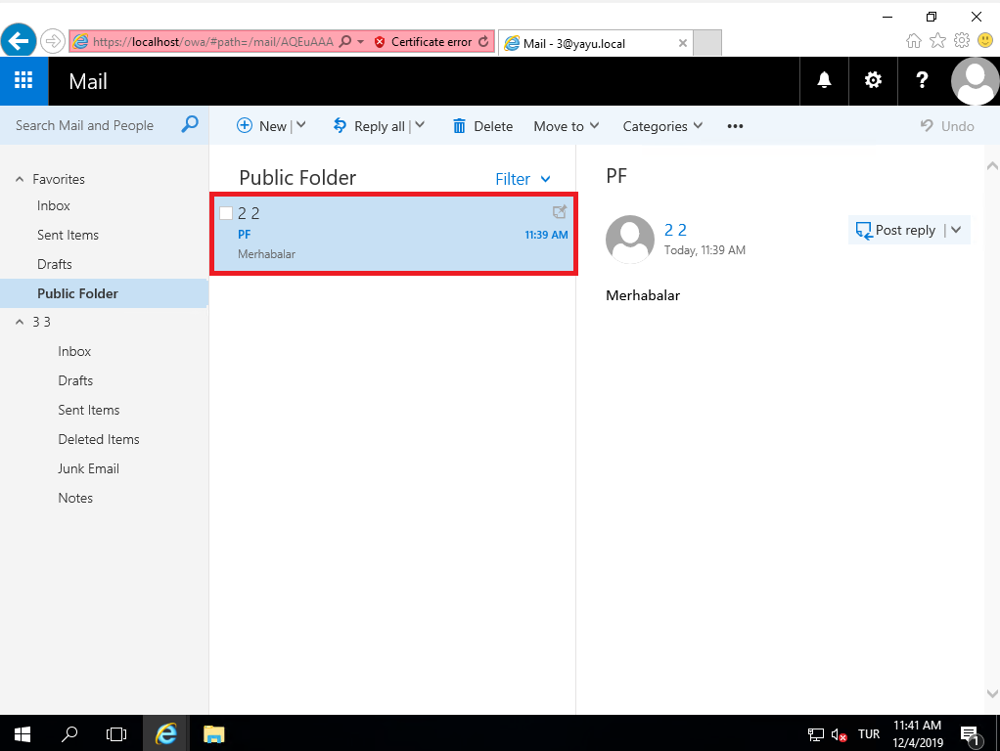 https://localhost/owa/#path=/mail/AQEuAAA
Certificate error
Mail - 3@yayu.local
Mail
Search Mail and People
New
Reply all
Delete
Move to
Categories
Undo
Favorites
Inbox
Sent Items
Drafts
Public Folder
3 3
Inbox
Drafts
Sent Items
Deleted Items
Junk Email
Notes
Public Folder
Filter
2 2
PF
11:39 AM
Merhabalar
PF
2 2
Today, 11:39 AM
Post reply
Merhabalar
TUR
11:41 AM
12/4/2019
1